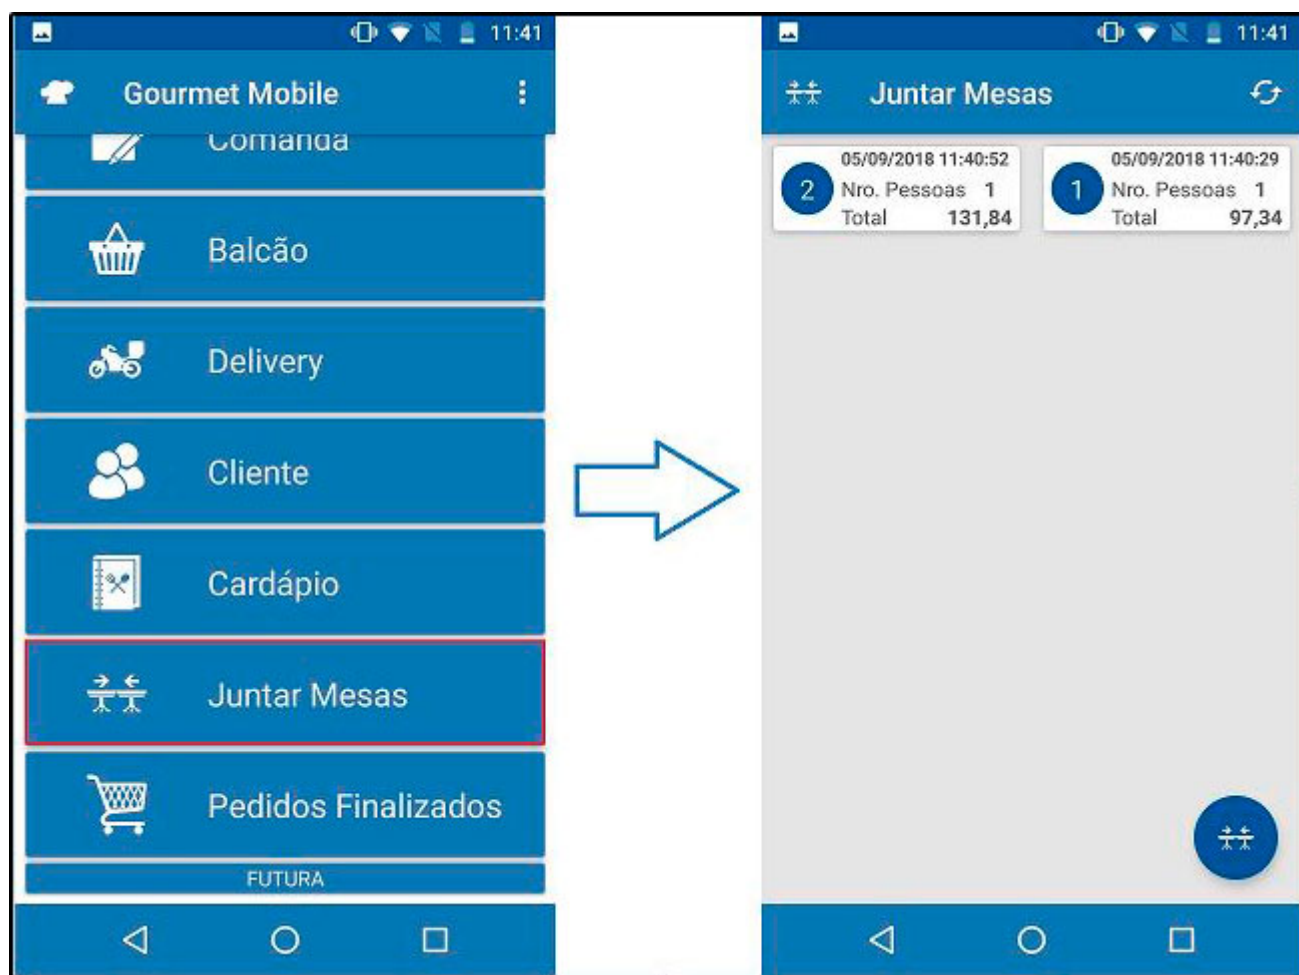 11:41
Gourmet Mobile
Comanda
Balcão
Delivery
Cliente
Cardápio
Juntar Mesas
Pedidos Finalizados
FUTURA
11:41
Juntar Mesas
2
05/09/2018 11:40:52
Nro. Pessoas 1
Total 131,84
1
05/09/2018 11:40:29
Nro. Pessoas 1
Total 97,34